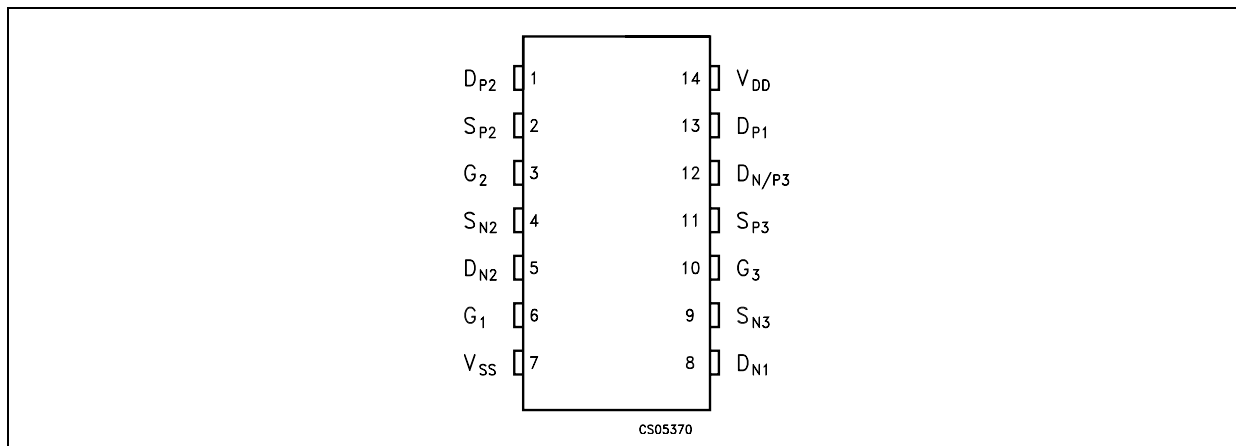 D_P2 1 14 V_DD
S_P2 2 13 D_P1
G_2 3 12 D_N/P3
S_N2 4 11 S_P3
D_N2 5 10 G_3
G_1 6 9 S_N3
V_SS 7 8 D_N1
CS05370